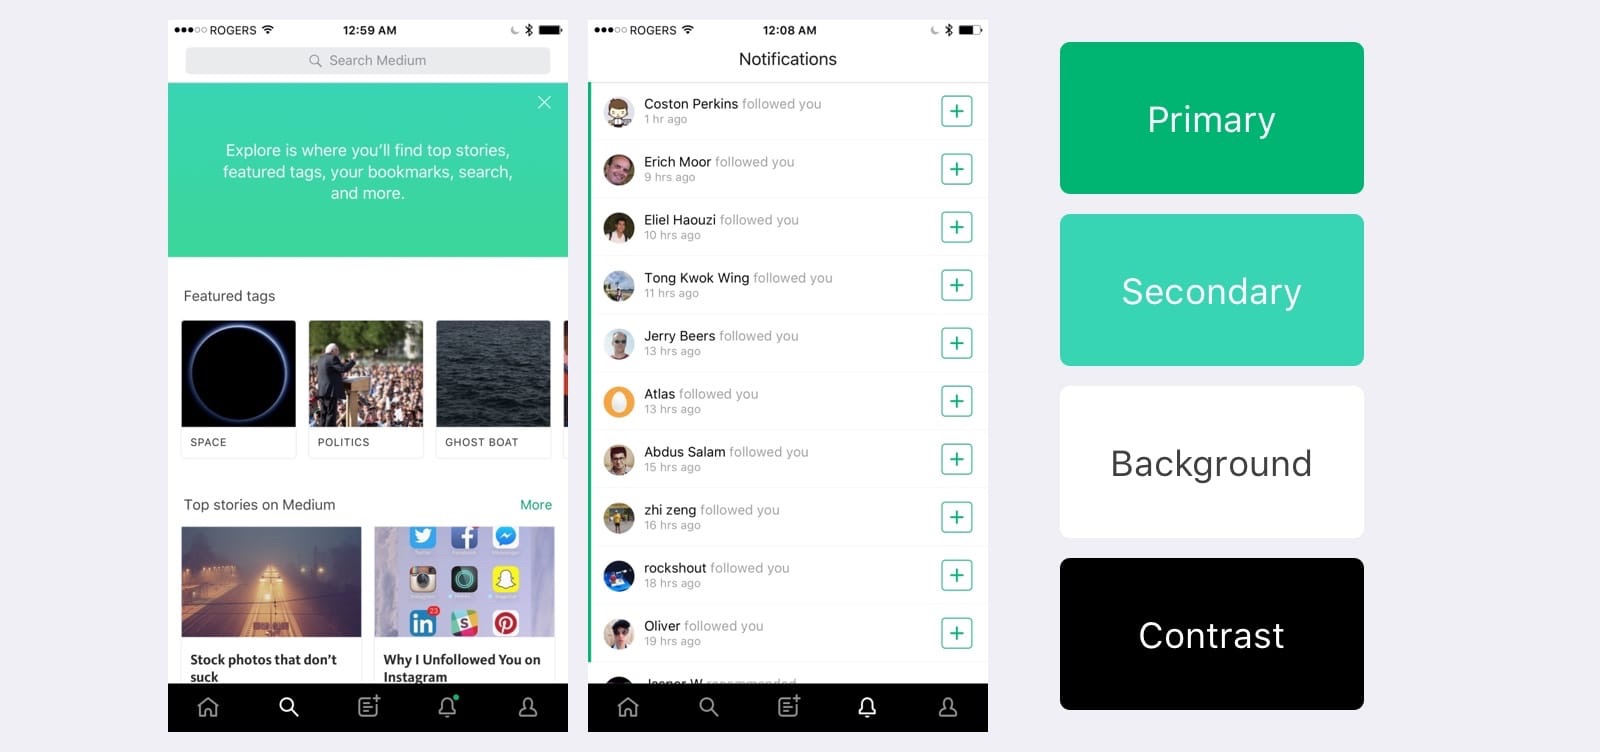 ROGERS 12:59 AM
Search Medium
Explore is where you'll find top stories,
featured tags, your bookmarks, search,
and more.
Featured tags
SPACE
POLITICS
GHOST BOAT
Top stories on Medium
More
23
Stock photos that don't
suck
Why I Unfollowed You on
Instagram
ROGERS 12:08 AM
Notifications
Coston Perkins followed you
1 hr ago
Erich Moor followed you
9 hrs ago
Eliel Haouzi followed you
10 hrs ago
Tong Kwok Wing followed you
11 hrs ago
Jerry Beers followed you
13 hrs ago
Atlas followed you
13 hrs ago
Abdus Salam followed you
15 hrs ago
zhi zeng followed you
16 hrs ago
rockshout followed you
18 hrs ago
Oliver followed you
19 hrs ago
Primary
Secondary
Background
Contrast